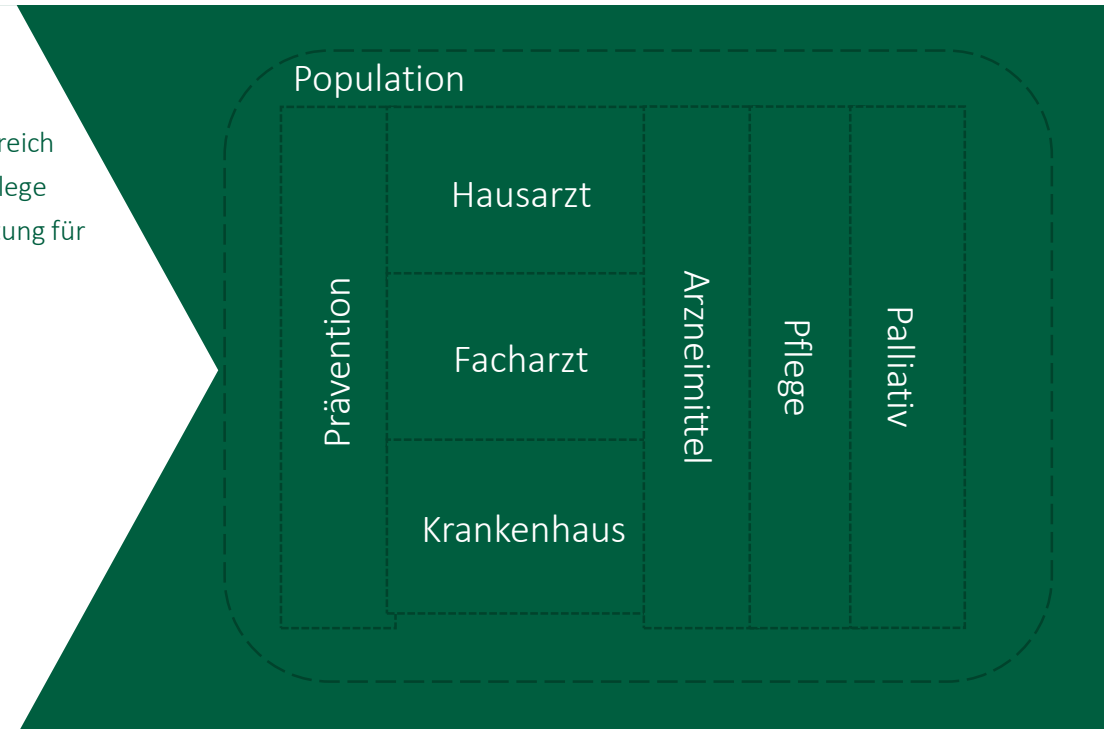 reich
lege
ung für
Population
Prävention
Hausarzt
Facharzt
Krankenhaus
Arzneimittel
Pflege
Palliativ